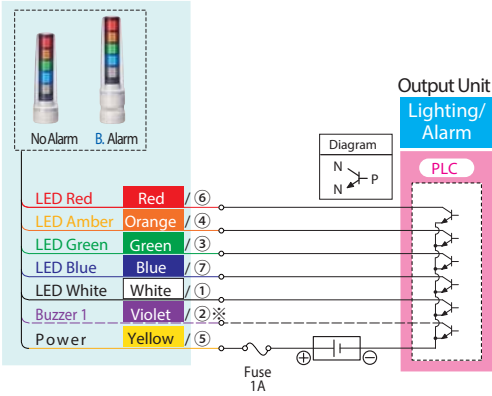 No Alarm
B. Alarm
Output Unit
Lighting/
Alarm
Diagram
N
P
N
PLC
LED Red Red / ⑥
LED Amber Orange / ④
LED Green Green / ③
LED Blue Blue / ⑦
LED White White / ①
Buzzer 1 Violet / ②※
Power Yellow / ⑤
⊕ ⊖
Fuse
1A